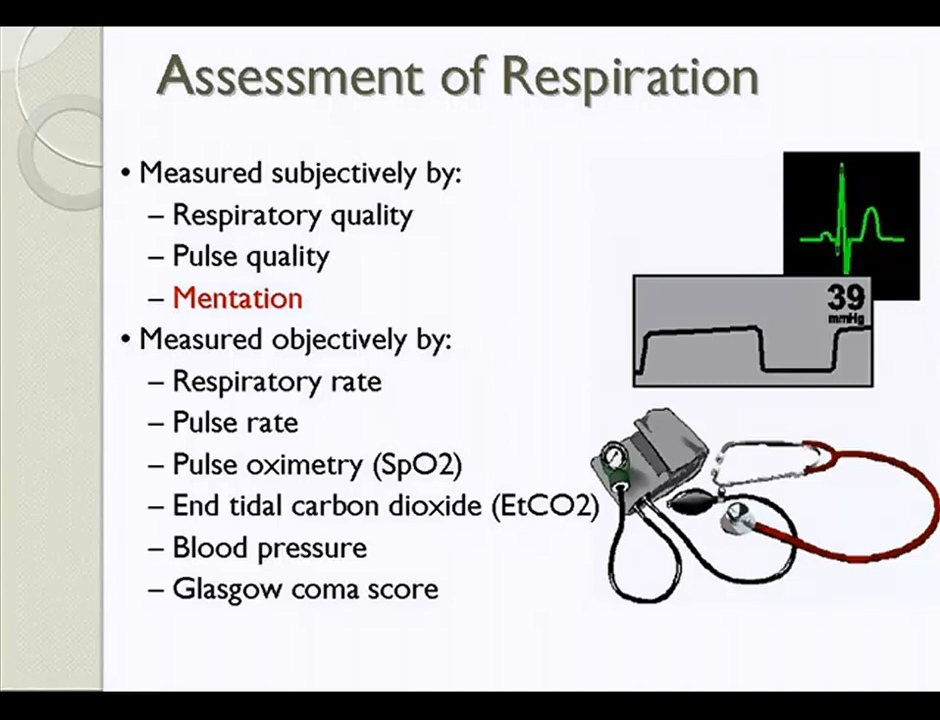 Assessment of Respiration
• Measured subjectively by:
– Respiratory quality
– Pulse quality
– Mentation
• Measured objectively by:
– Respiratory rate
– Pulse rate
– Pulse oximetry (SpO2)
– End tidal carbon dioxide (EtCO2)
– Blood pressure
– Glasgow coma score
39
mmHg